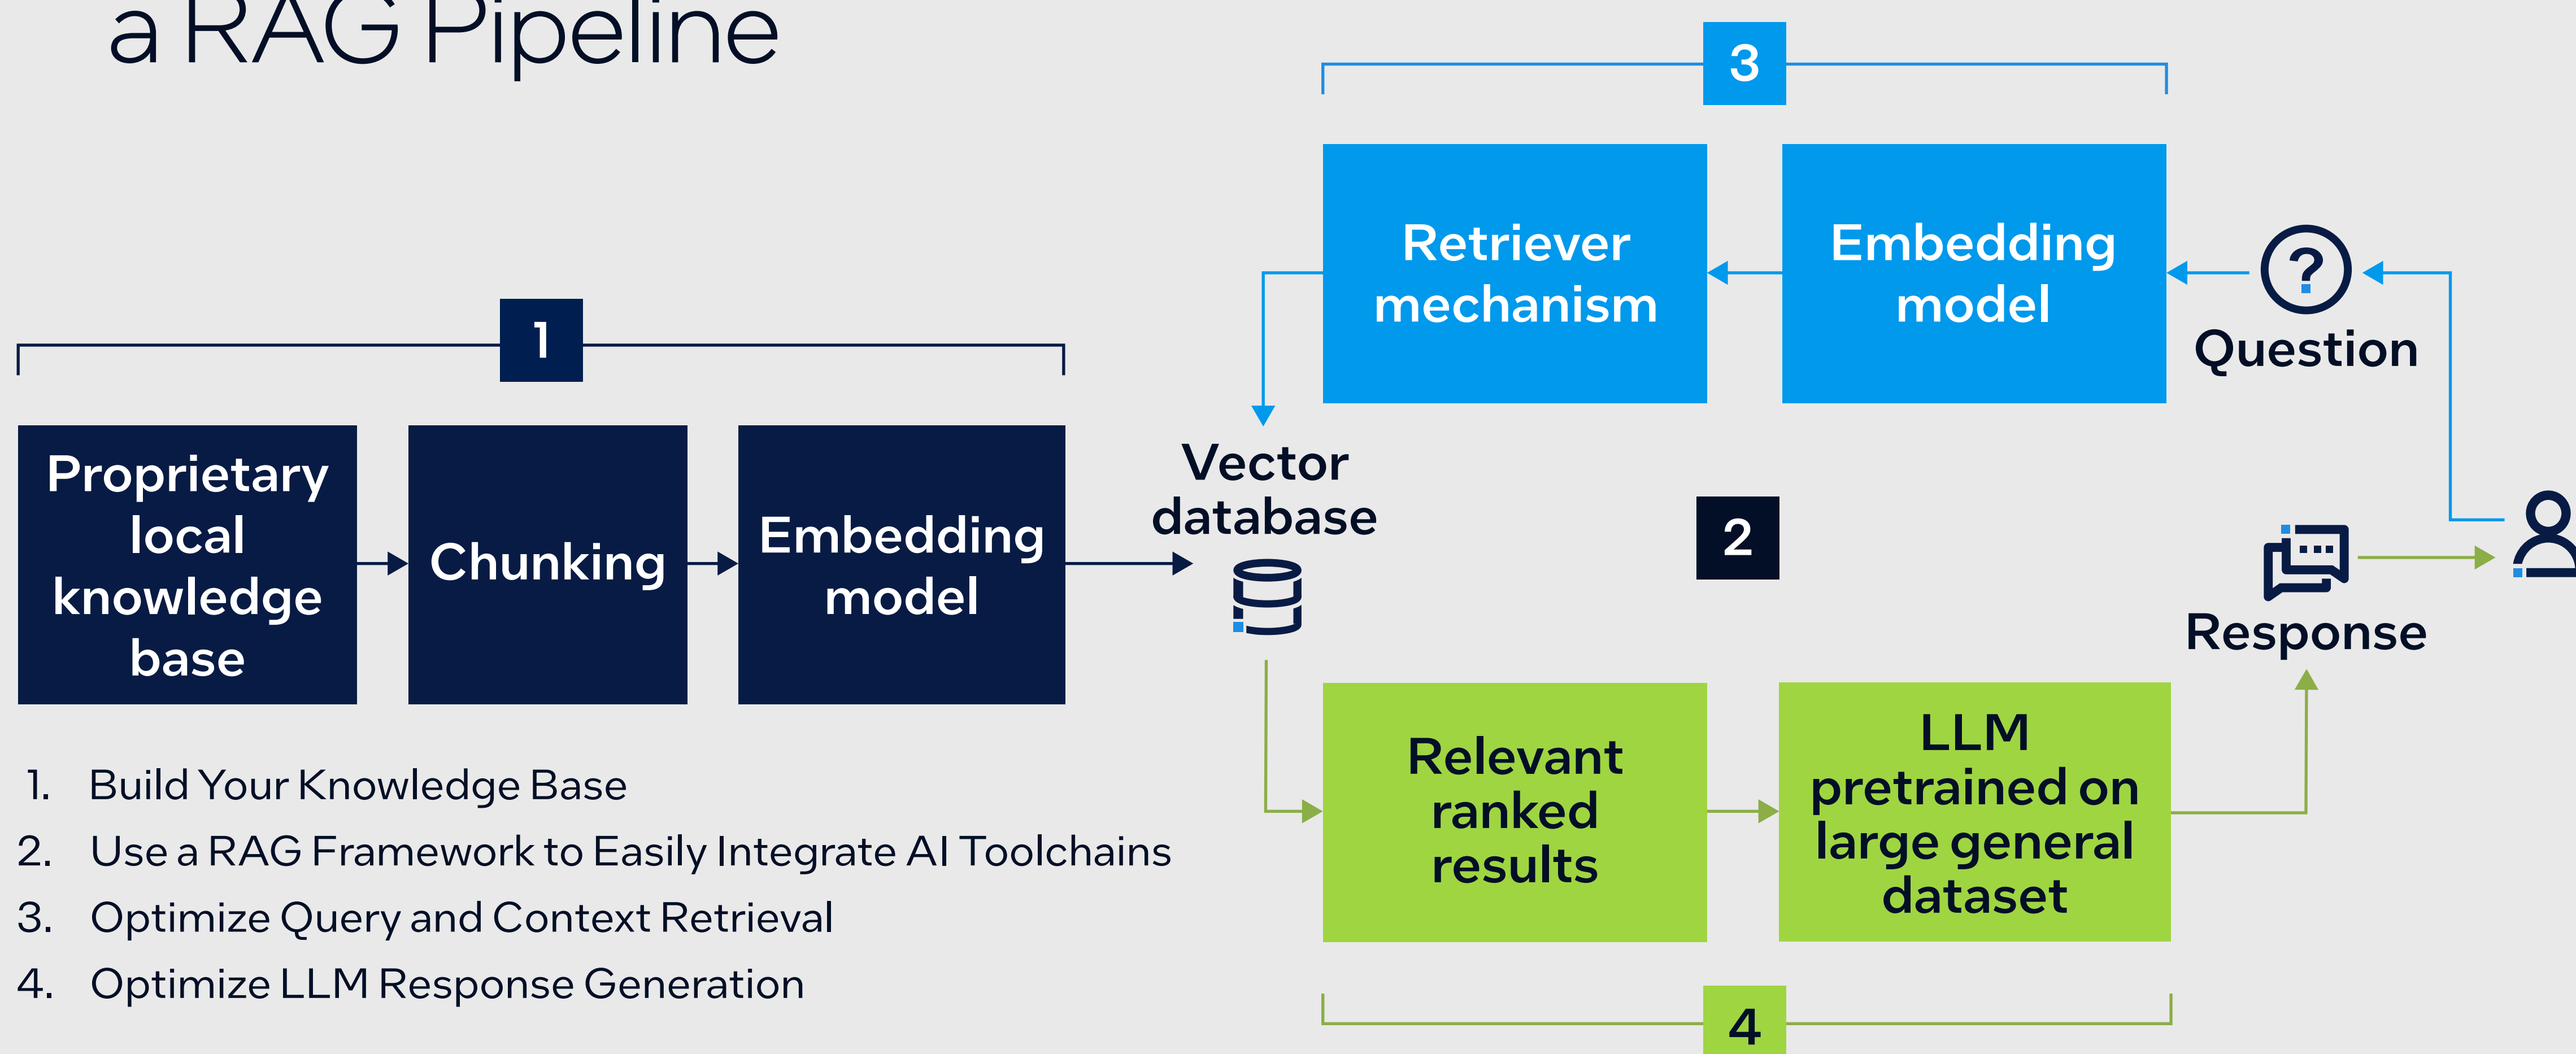 a RAG Pipeline
3
Retriever
mechanism
Embedding
model
?
Question
1
Proprietary
local
knowledge
base
Chunking
Embedding
model
Vector
database
2
Response
Relevant
ranked
results
LLM
pretrained on
large general
dataset
4
1. Build Your Knowledge Base
2. Use a RAG Framework to Easily Integrate AI Toolchains
3. Optimize Query and Context Retrieval
4. Optimize LLM Response Generation